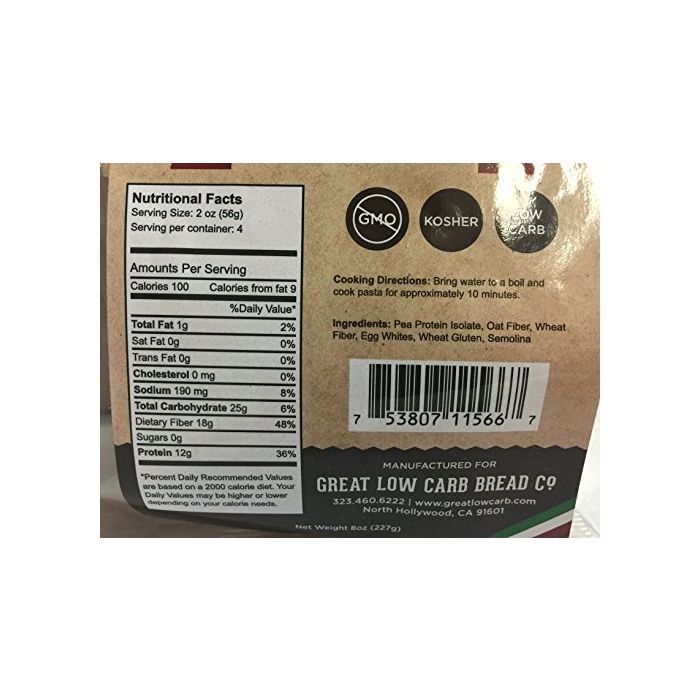 Nutritional Facts
Serving Size: 2 oz (56g)
Serving per container: 4
Amounts Per Serving
Calories 100 Calories from fat 9
%Daily Value*
Total Fat 1g 2%
Sat Fat 0g 0%
Trans Fat 0g 0%
Cholesterol 0 mg 0%
Sodium 190 mg 8%
Total Carbohydrate 25g 6%
Dietary Fiber 18g 48%
Sugars 0g
Protein 12g 36%
*Percent Daily Recommended Values
are based on a 2000 calorie diet. Your
Daily Values may be higher or lower
depending on your calorie needs.
GMO
KOSHER
LOW
CARB
Cooking Directions: Bring water to a boil and
cook pasta for approximately 10 minutes.
Ingredients: Pea Protein Isolate, Oat Fiber, Wheat
Fiber, Egg Whites, Wheat Gluten, Semolina
7 53807 11566 7
MANUFACTURED FOR
GREAT LOW CARB BREAD CO
323.460.6222 | www.greatlowcarb.com
North Hollywood, CA 91601
Net Weight 8oz (227g)